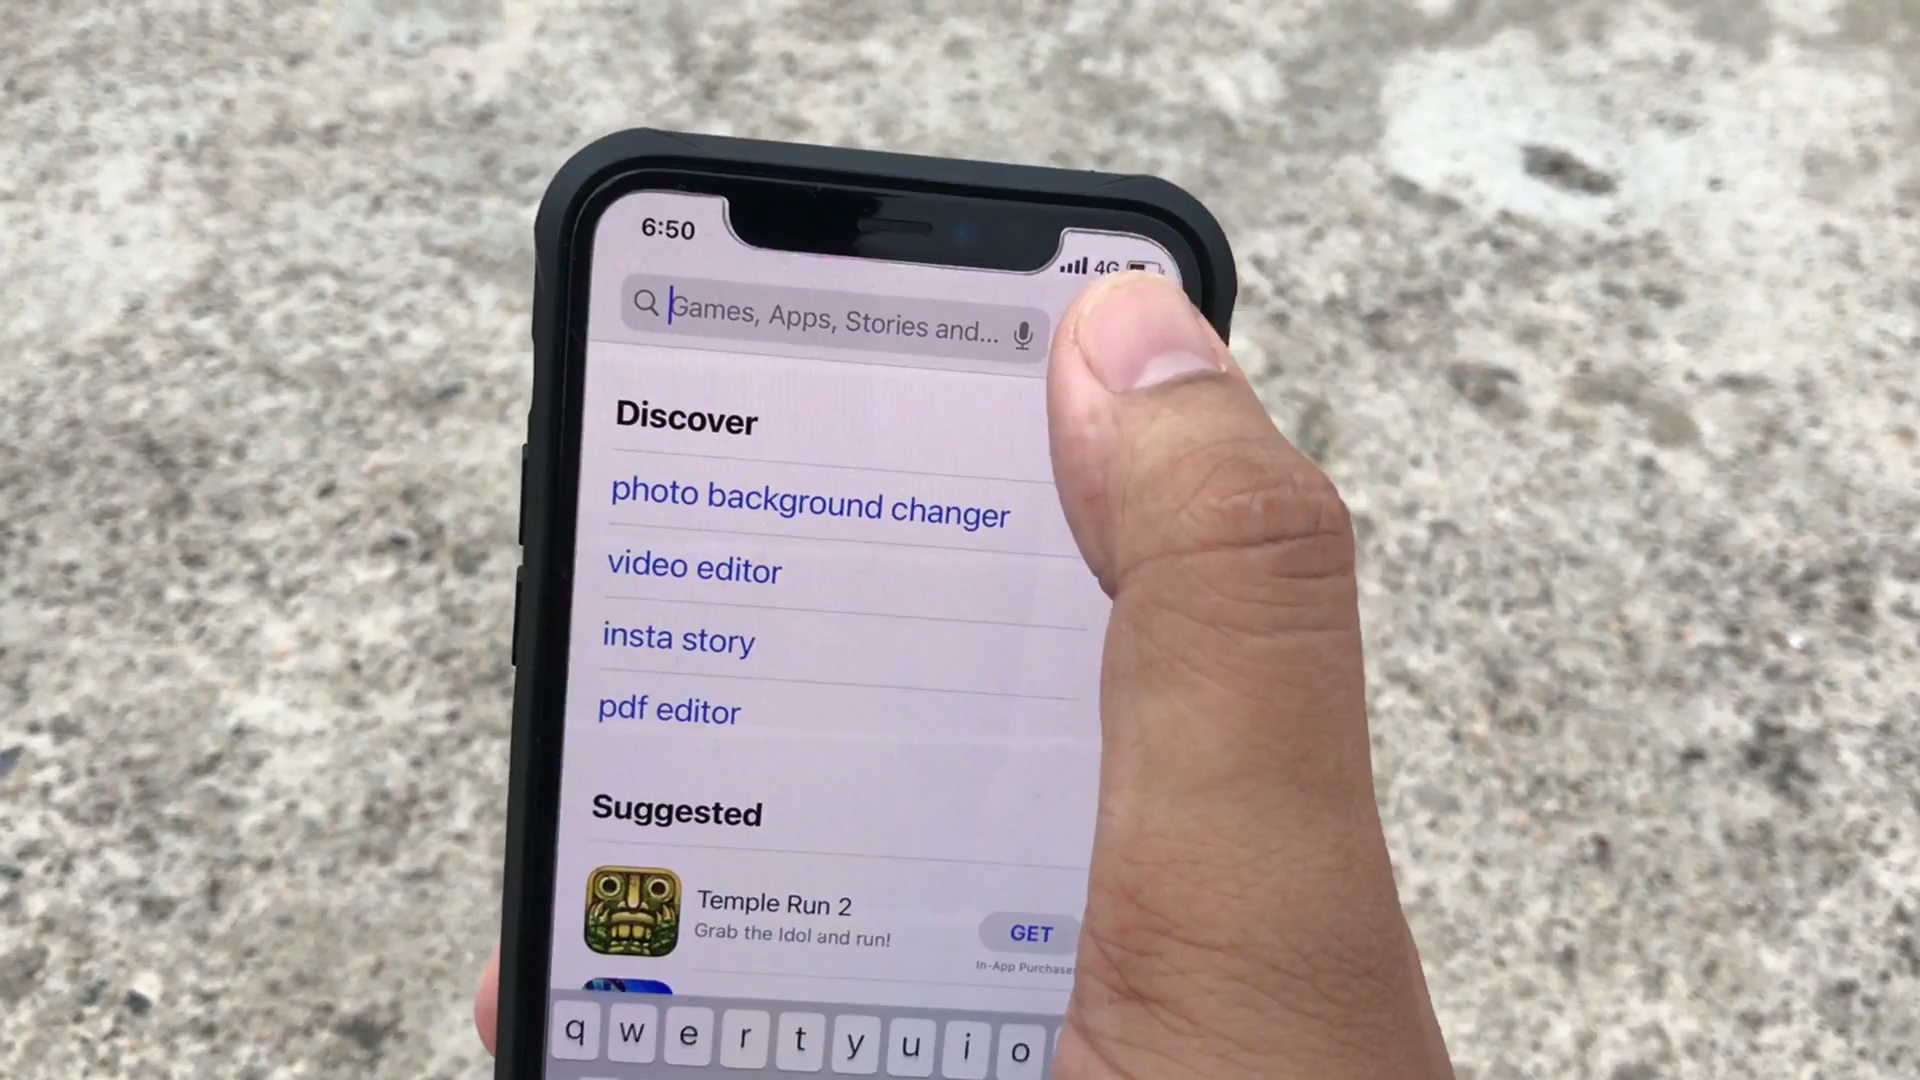 6:50
4G
Games, Apps, Stories and...
Discover
photo background changer
video editor
insta story
pdf editor
Suggested
Temple Run 2
Grab the Idol and run!
GET
In-App Purchases
q w e r t y u i o